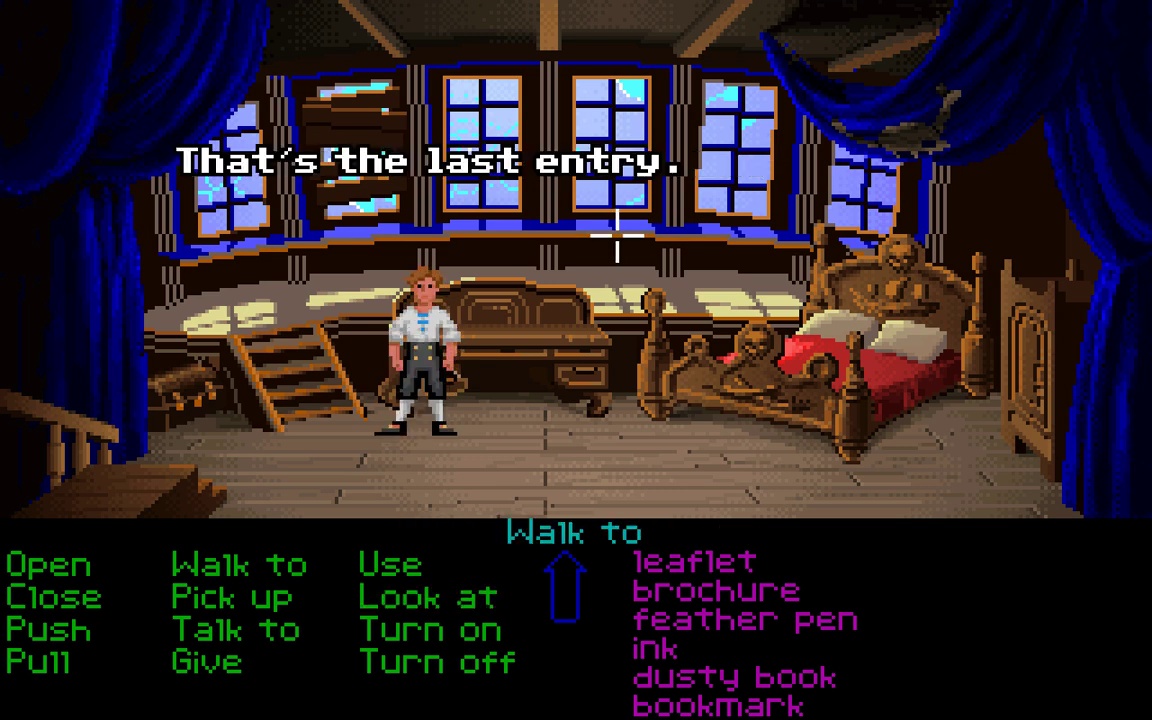 That's the last entry.
Walk to
Open Walk to Use leaflet
Close Pick up Look at brochure
Push Talk to Turn on feather pen
Pull Give Turn off ink
dusty book
bookmark